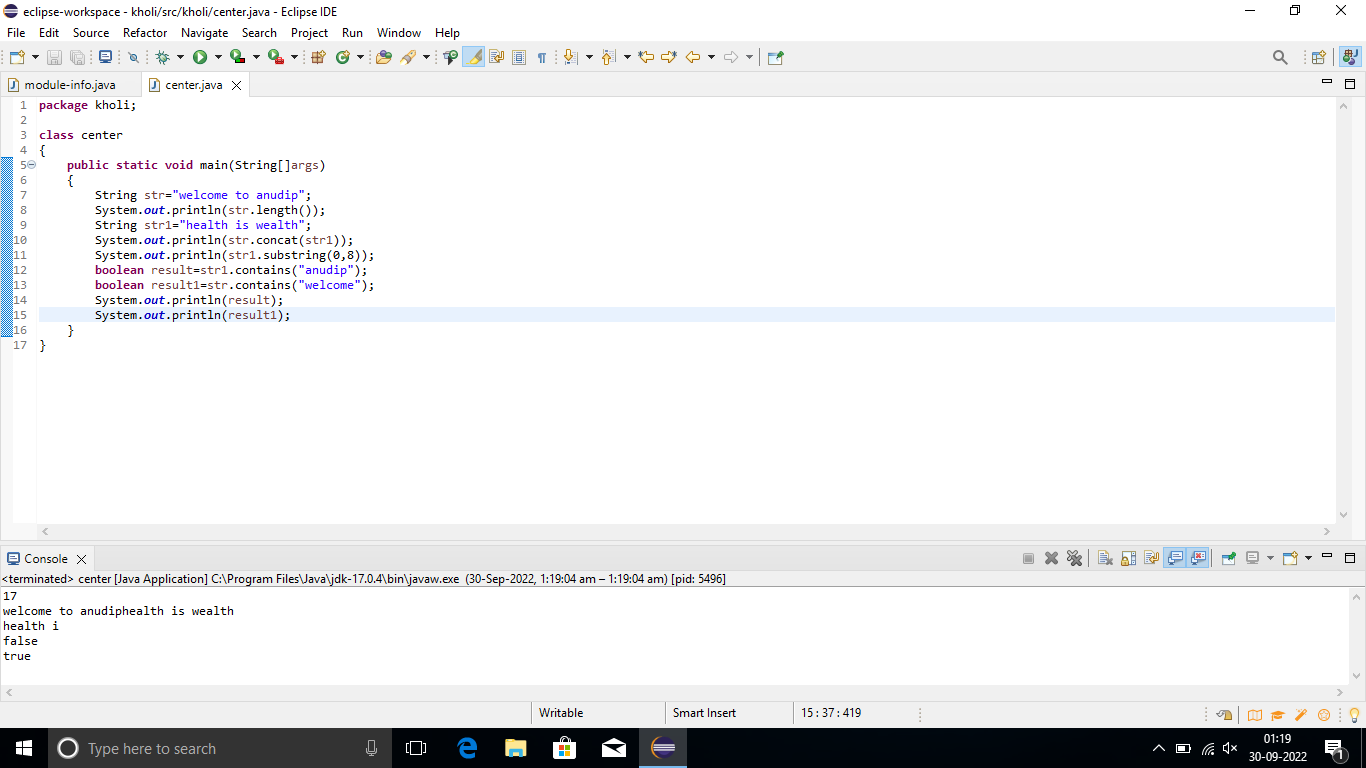 eclipse-workspace - kholi/src/kholi/center.java - Eclipse IDE
File Edit Source Refactor Navigate Search Project Run Window Help
module-info.java center.java
1 package kholi;
2
3 class center
4 {
5 public static void main(String[]args)
6 {
7 String str="welcome to anudip";
8 System.out.println(str.length());
9 String str1="health is wealth";
10 System.out.println(str.concat(str1));
11 System.out.println(str1.substring(0,8));
12 boolean result=str1.contains("anudip");
13 boolean result1=str.contains("welcome");
14 System.out.println(result);
15 System.out.println(result1);
16 }
17 }
Console
<terminated> center [Java Application] C:\Program Files\Java\jdk-17.0.4\bin\javaw.exe (30-Sep-2022, 1:19:04 am – 1:19:04 am) [pid: 5496]
17
welcome to anudiphealth is wealth
health i
false
true
Writable Smart Insert 15 : 37 : 419
Type here to search
01:19
30-09-2022
1